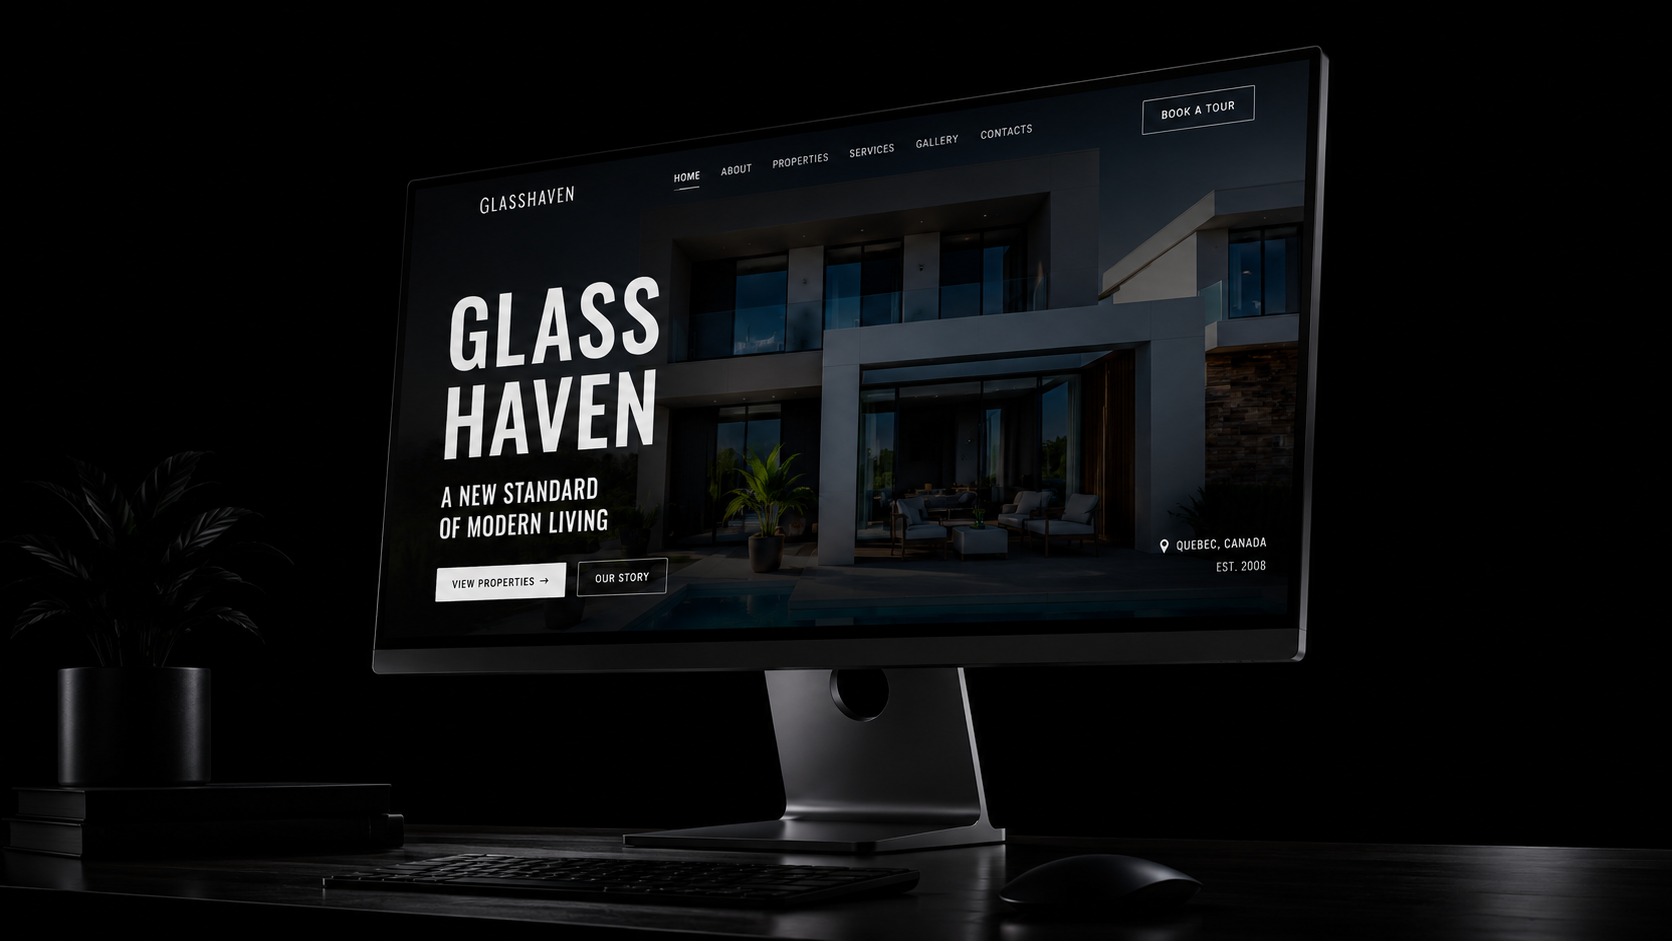 GLASSHAVEN
HOME ABOUT PROPERTIES SERVICES GALLERY CONTACTS
BOOK A TOUR
GLASS
HAVEN
A NEW STANDARD
OF MODERN LIVING
VIEW PROPERTIES →
OUR STORY
QUEBEC, CANADA
EST. 2008